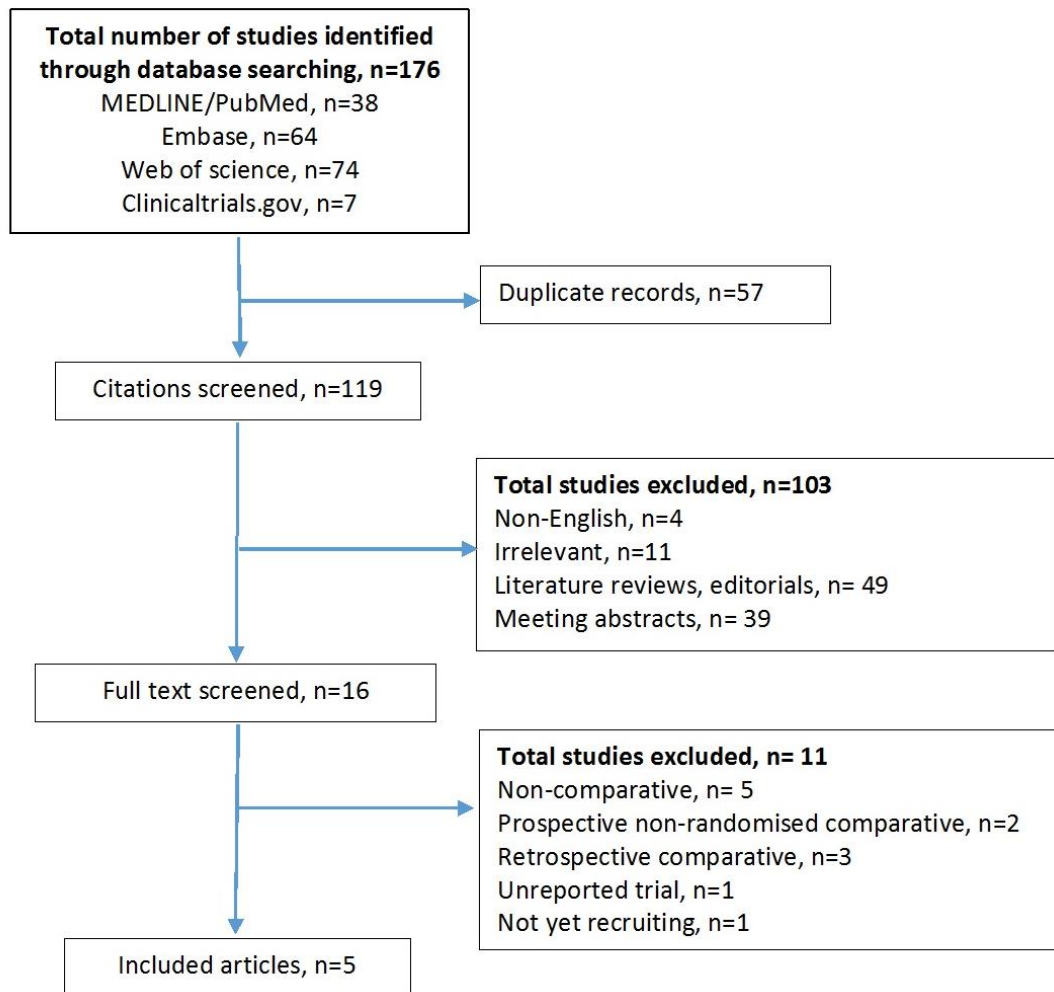 Total number of studies identified
through database searching, n=176
MEDLINE/PubMed, n=38
Embase, n=64
Web of science, n=74
Clinicaltrials.gov, n=7
Duplicate records, n=57
Citations screened, n=119
Total studies excluded, n=103
Non-English, n=4
Irrelevant, n=11
Literature reviews, editorials, n= 49
Meeting abstracts, n= 39
Full text screened, n=16
Total studies excluded, n= 11
Non-comparative, n= 5
Prospective non-randomised comparative, n=2
Retrospective comparative, n=3
Unreported trial, n=1
Not yet recruiting, n=1
Included articles, n=5